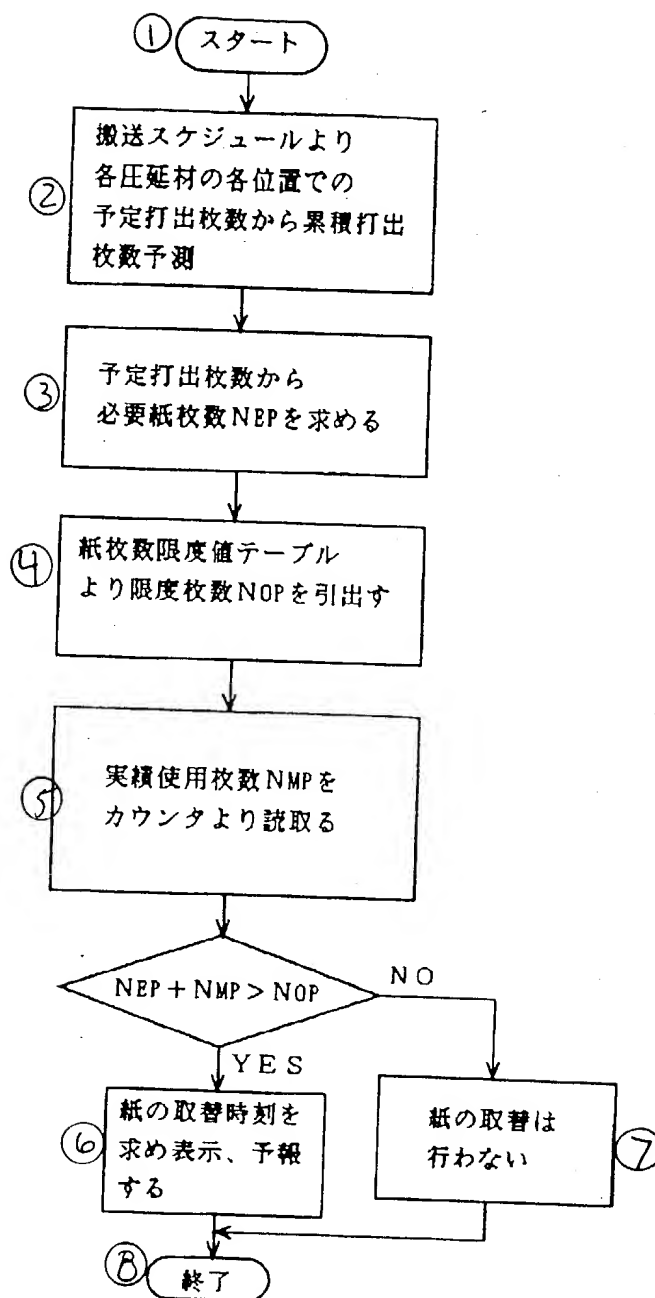 ① スタート
搬送スケジュールより
② 各圧延材の各位置での
予定打出枚数から累積打出
枚数予測
③ 予定打出枚数から
必要紙枚数NEPを求める
④ 紙枚数限度値テーブル
より限度枚数NOPを引出す
⑤ 実績使用枚数NMPを
カウンタより読取る
NEP+NMP>NOP
NO
YES
紙の取替時刻を
⑥ 求め表示、予報
する
紙の取替は
行わない ⑦
⑧ 終了